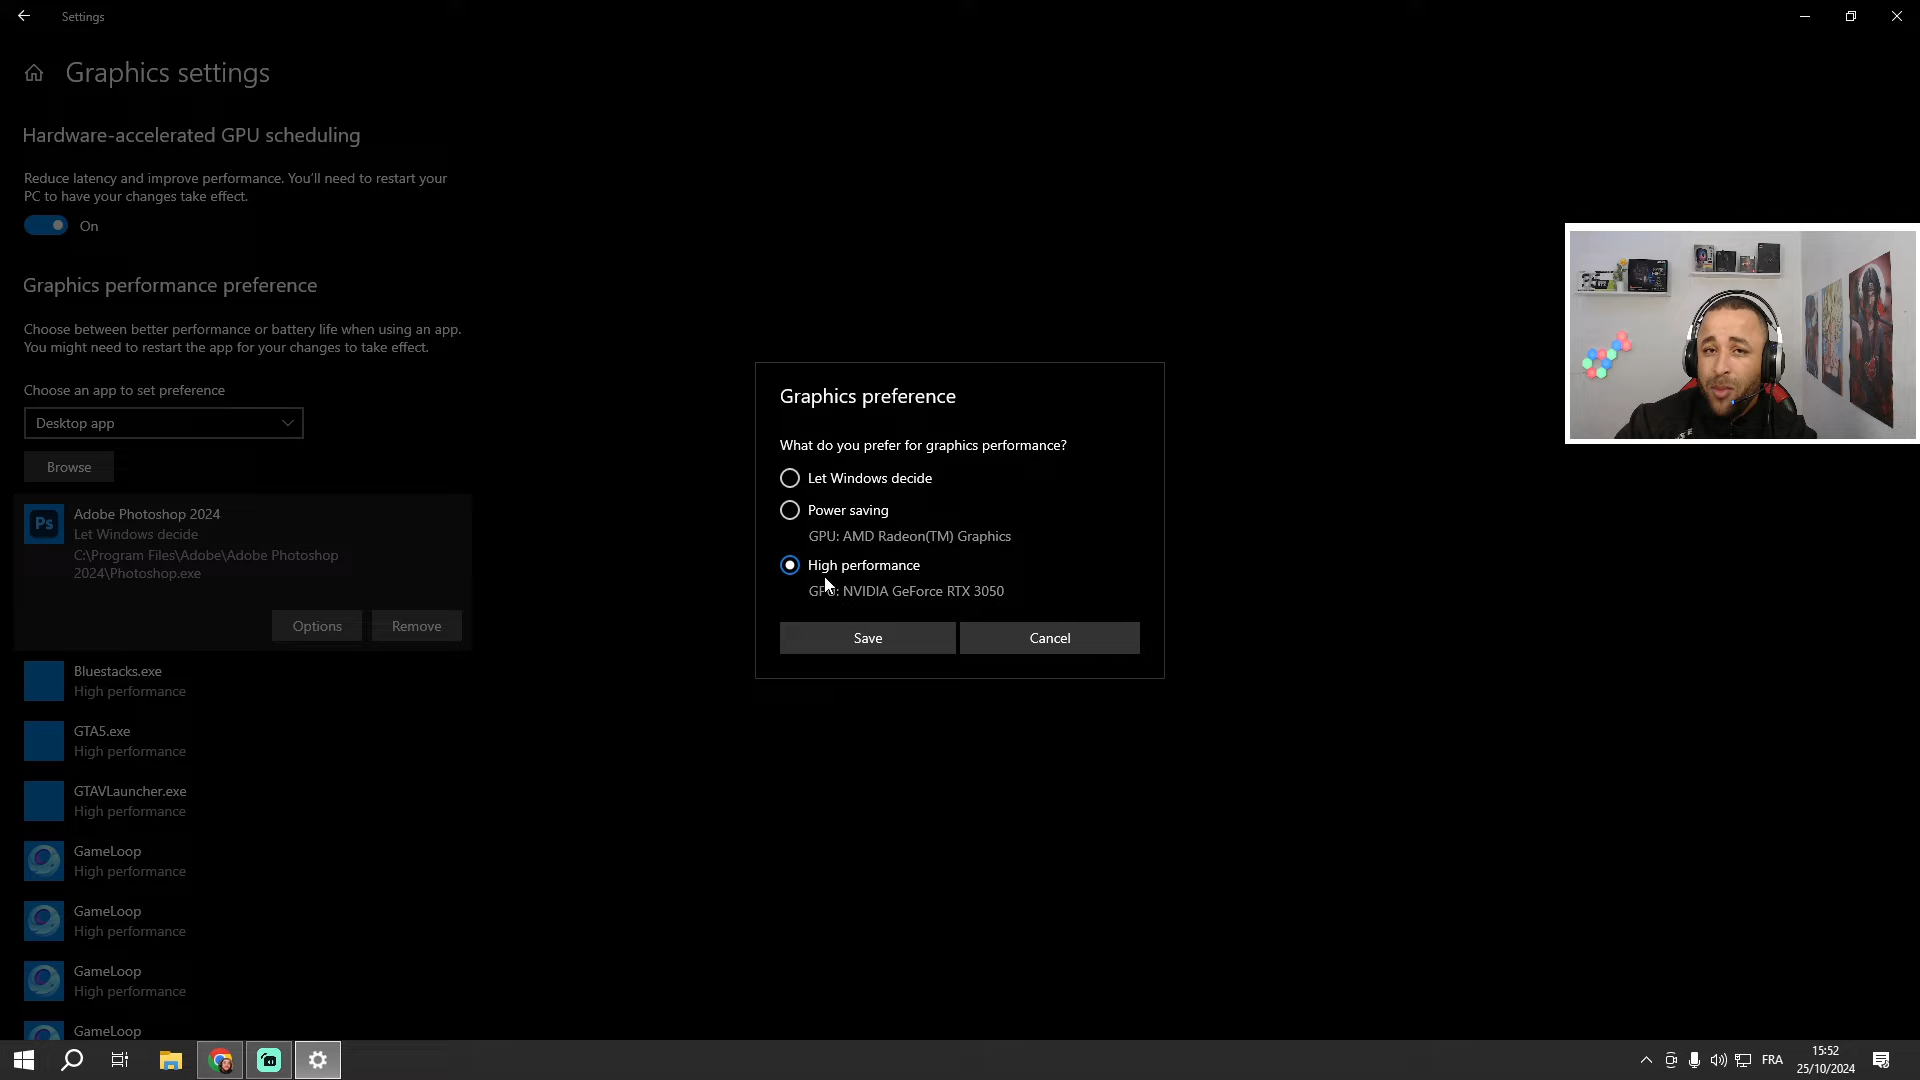 Settings
Graphics settings
Hardware-accelerated GPU scheduling
Reduce latency and improve performance. You'll need to restart your
PC to have your changes take effect.
On
Graphics performance preference
Choose between better performance or battery life when using an app.
You might need to restart the app for your changes to take effect.
Choose an app to set preference
Desktop app
Browse
Ps
Adobe Photoshop 2024
Let Windows decide
C:\Program Files\Adobe\Adobe Photoshop
2024\Photoshop.exe
Options
Remove
Bluestacks.exe
High performance
GTA5.exe
High performance
GTAVLauncher.exe
High performance
GameLoop
High performance
GameLoop
High performance
GameLoop
High performance
GameLoop
Graphics preference
What do you prefer for graphics performance?
Let Windows decide
Power saving
GPU: AMD Radeon(TM) Graphics
High performance
GPU: NVIDIA GeForce RTX 3050
Save
Cancel
FRA
15:52
25/10/2024